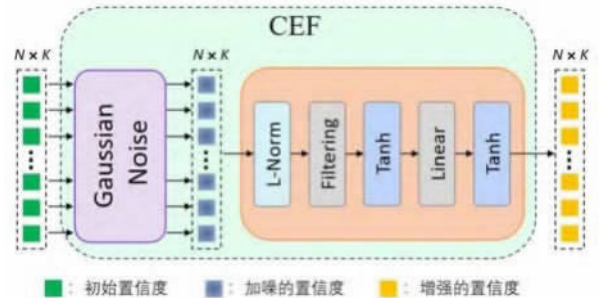 CEF
N × K
N × K
N × K
Gaussian
Noise
L-Norm
Filtering
Tanh
Linear
Tanh
: 初始置信度
: 加噪的置信度
: 增强的置信度